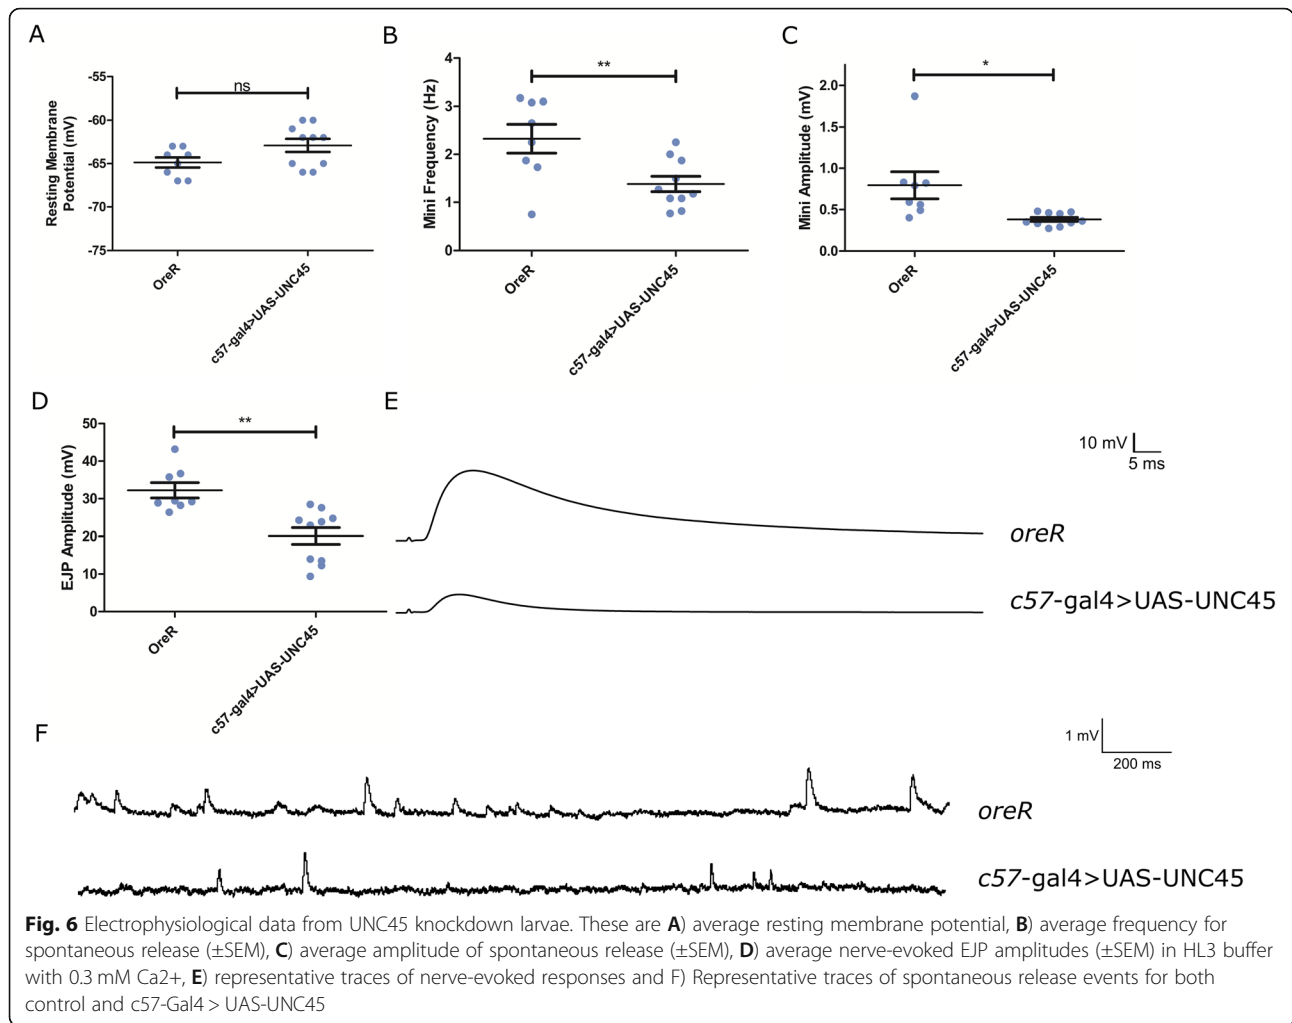 A
-55
-60
-65
-70
-75
Resting Membrane
Potential (mV)
ns
OreR
c57-gal4>UAS-UNC45
B
4
3
2
1
0
Mini Frequency (Hz)
**
OreR
c57-gal4>UAS-UNC45
C
2.0
1.5
1.0
0.5
0.0
Mini Amplitude (mV)
*
OreR
c57-gal4>UAS-UNC45
D
50
40
30
20
10
0
EJP Amplitude (mV)
**
OreR
c57-gal4>UAS-UNC45
E
10 mV
5 ms
oreR
c57-gal4>UAS-UNC45
F
1 mV
200 ms
oreR
c57-gal4>UAS-UNC45
Fig. 6 Electrophysiological data from UNC45 knockdown larvae. These are A) average resting membrane potential, B) average frequency for
spontaneous release (±SEM), C) average amplitude of spontaneous release (±SEM), D) average nerve-evoked EJP amplitudes (±SEM) in HL3 buffer
with 0.3 mM Ca2+, E) representative traces of nerve-evoked responses and F) Representative traces of spontaneous release events for both
control and c57-Gal4 > UAS-UNC45